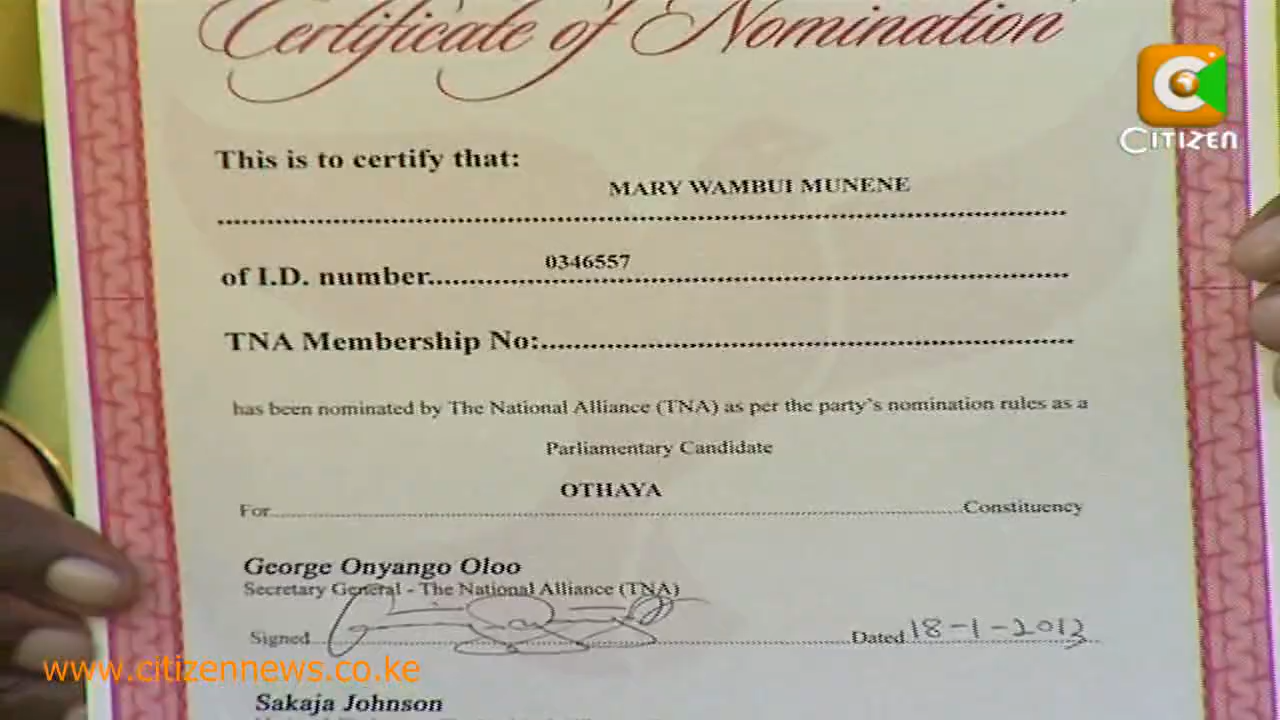 Certificate of Nomination
CITIZEN
This is to certify that:
MARY WAMBUI MUNENE
of I.D. number 0346557
TNA Membership No:
has been nominated by The National Alliance (TNA) as per the party's nomination rules as a
Parliamentary Candidate
OTHAYA
For Constituency
George Onyango Oloo
Secretary General - The National Alliance (TNA)
Signed Dated 18-1-2013
www.citizennews.co.ke
Sakaja Johnson